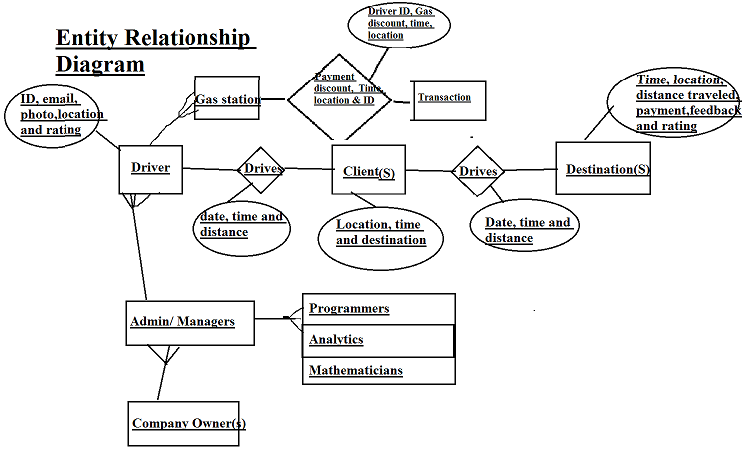 Entity Relationship
Diagram
Driver ID, Gas
discount, time,
location
ID, email,
photo,location
and rating
Gas station
Payment
discount, Time,
location & ID
Transaction
Time, location,
distance traveled,
payment,feedback
and rating
Driver
Drives
Client(S)
Drives
Destination(S)
date, time and
distance
Location, time
and destination
Date, time and
distance
Admin/ Managers
Programmers
Analytics
Mathematicians
Company Owner(s)